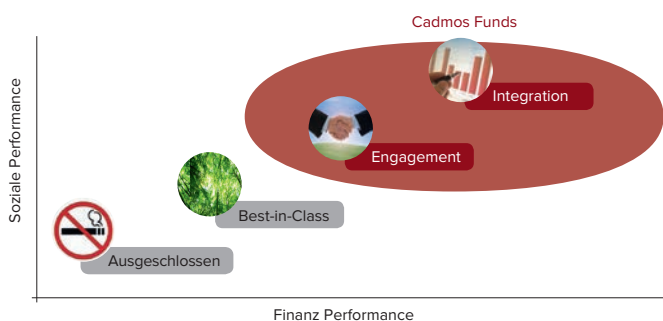 Cadmos Funds
Integration
Engagement
Best-in-Class
Ausgeschlossen
Soziale Performance
Finanz Performance